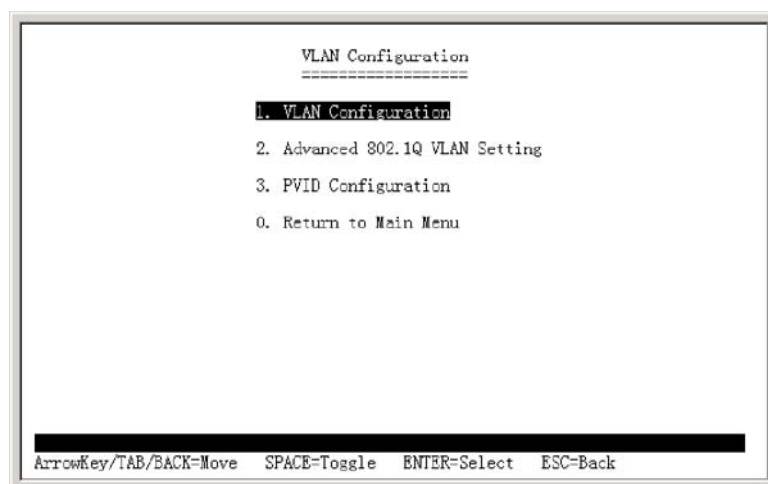 VLAN Configuration
===================
1. VLAN Configuration
2. Advanced 802.1Q VLAN Setting
3. PVID Configuration
0. Return to Main Menu
ArrowKey/TAB/BACK=Move SPACE=Toggle ENTER=Select ESC=Back